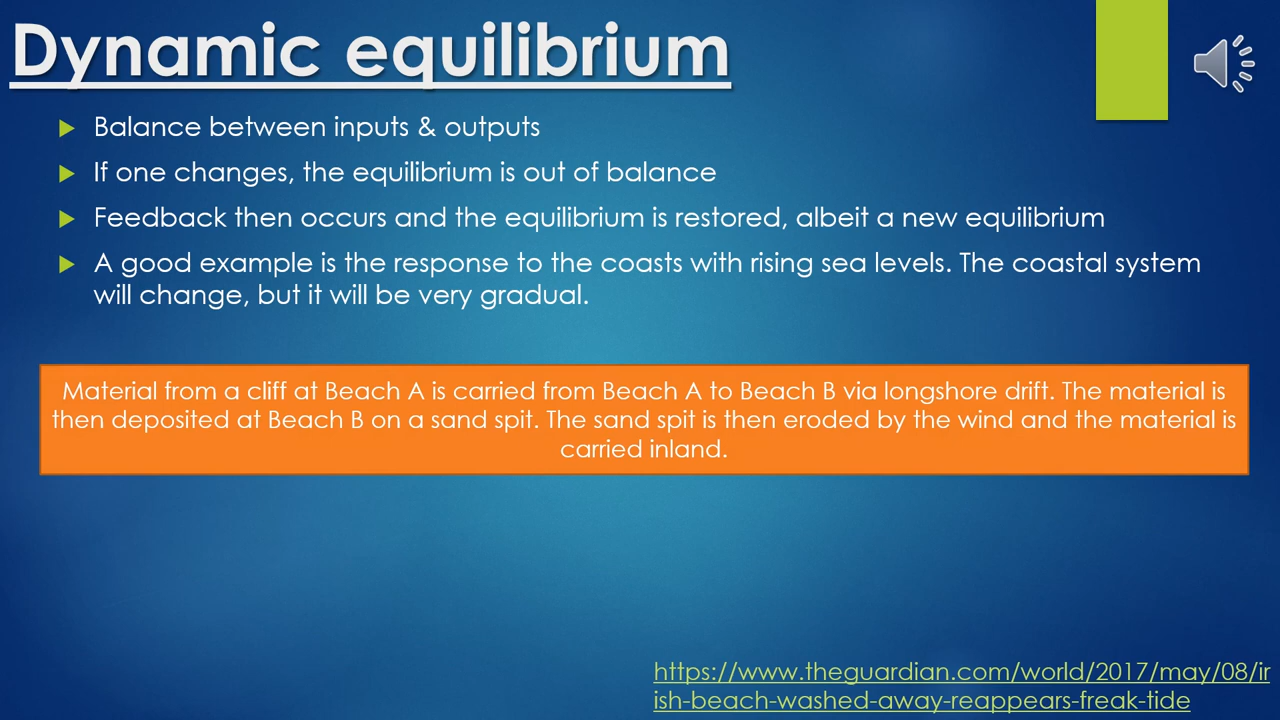 Dynamic equilibrium
Balance between inputs & outputs
If one changes, the equilibrium is out of balance
Feedback then occurs and the equilibrium is restored, albeit a new equilibrium
A good example is the response to the coasts with rising sea levels. The coastal system
will change, but it will be very gradual.
Material from a cliff at Beach A is carried from Beach A to Beach B via longshore drift. The material is
then deposited at Beach B on a sand spit. The sand spit is then eroded by the wind and the material is
carried inland.
https://www.theguardian.com/world/2017/may/08/ir
ish-beach-washed-away-reappears-freak-tide